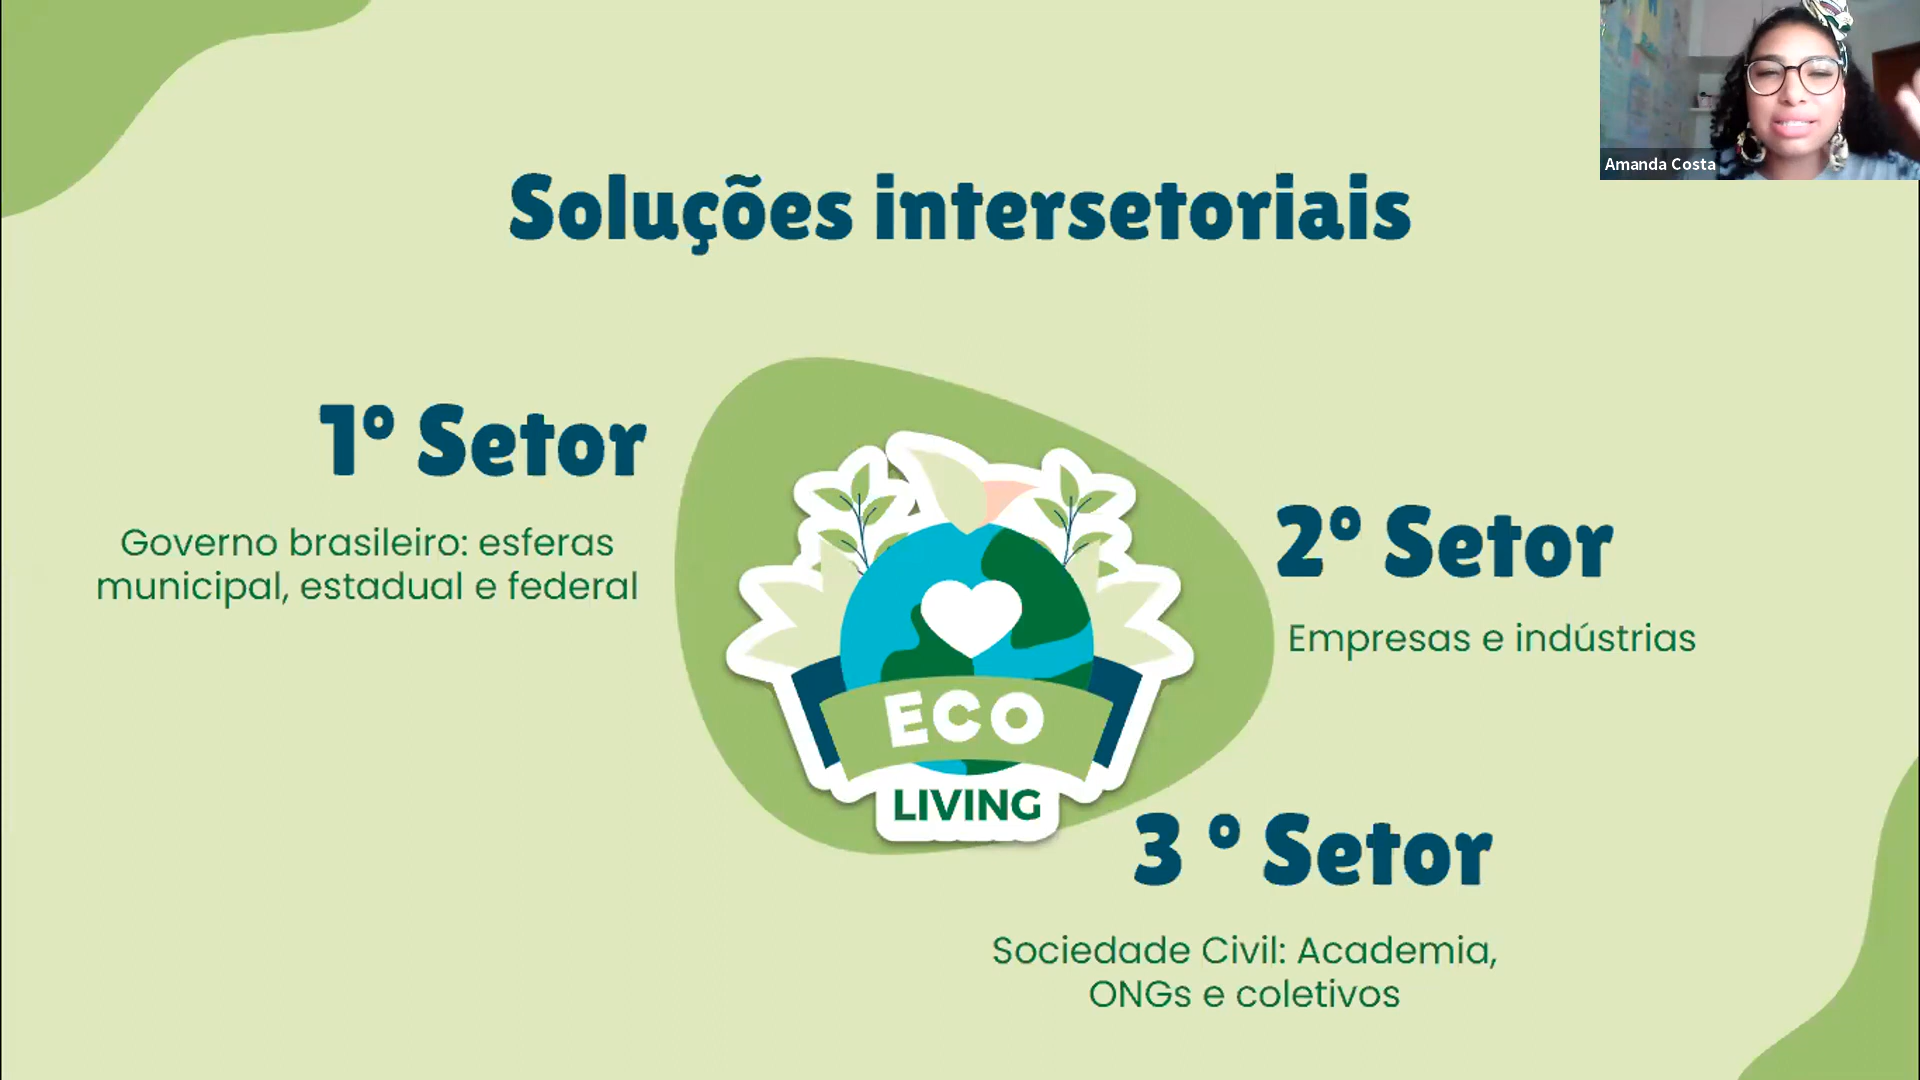 Amanda Costa
Soluções intersetoriais
1º Setor
Governo brasileiro: esferas
municipal, estadual e federal
2º Setor
Empresas e indústrias
ECO
LIVING
3 º Setor
Sociedade Civil: Academia,
ONGs e coletivos